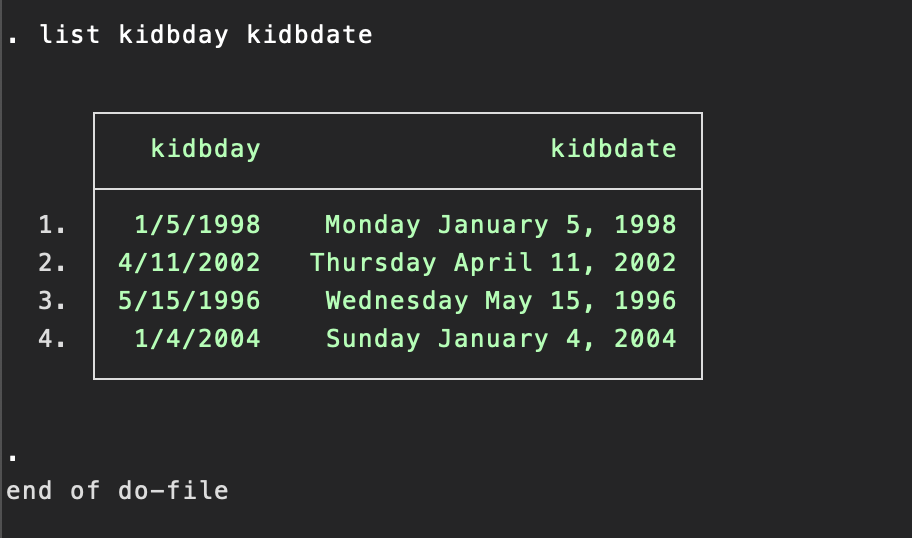 . list kidbday kidbdate
kidbday kidbdate
1. 1/5/1998 Monday January 5, 1998
2. 4/11/2002 Thursday April 11, 2002
3. 5/15/1996 Wednesday May 15, 1996
4. 1/4/2004 Sunday January 4, 2004
.
end of do-file